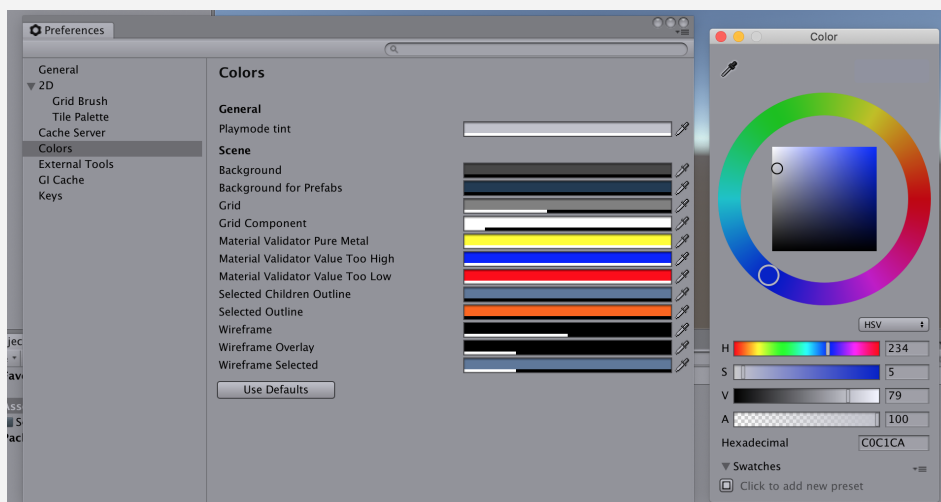 Preferences
General
2D
Grid Brush
Tile Palette
Cache Server
Colors
External Tools
GI Cache
Keys
Colors
General
Playmode tint
Scene
Background
Background for Prefabs
Grid
Grid Component
Material Validator Pure Metal
Material Validator Value Too High
Material Validator Value Too Low
Selected Children Outline
Selected Outline
Wireframe
Wireframe Overlay
Wireframe Selected
Use Defaults
Color
HSV
H 234
S 5
V 79
A 100
Hexadecimal C0C1CA
Swatches
Click to add new preset